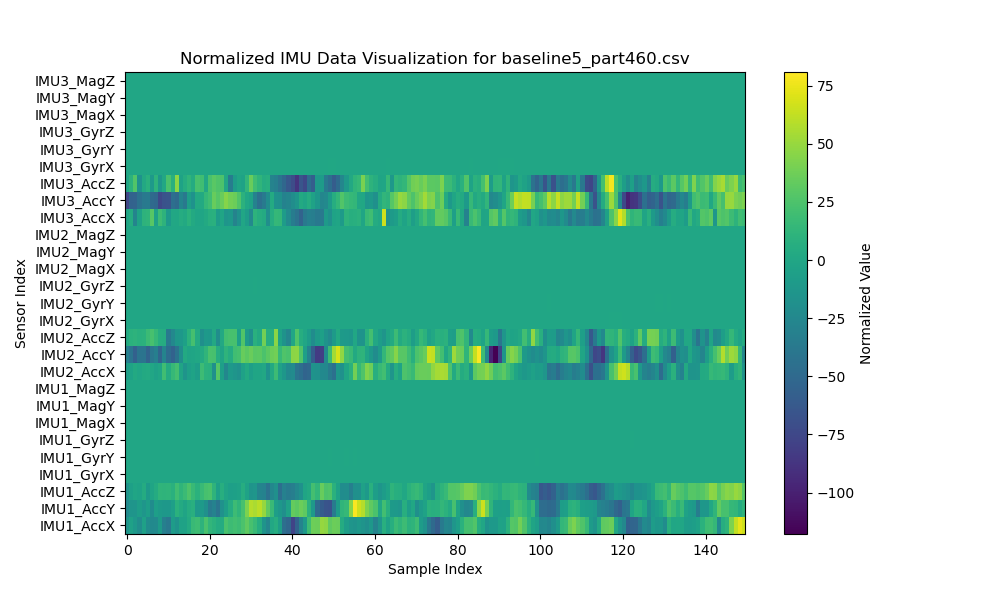 Normalized IMU Data Visualization for baseline5_part460.csv
IMU3_MagZ
IMU3_MagY
IMU3_MagX
IMU3_GyrZ
IMU3_GyrY
IMU3_GyrX
IMU3_AccZ
IMU3_AccY
IMU3_AccX
IMU2_MagZ
IMU2_MagY
IMU2_MagX
IMU2_GyrZ
IMU2_GyrY
IMU2_GyrX
IMU2_AccZ
IMU2_AccY
IMU2_AccX
IMU1_MagZ
IMU1_MagY
IMU1_MagX
IMU1_GyrZ
IMU1_GyrY
IMU1_GyrX
IMU1_AccZ
IMU1_AccY
IMU1_AccX
Sensor Index
0 20 40 60 80 100 120 140
Sample Index
75
50
25
0
−25
−50
−75
−100
Normalized Value